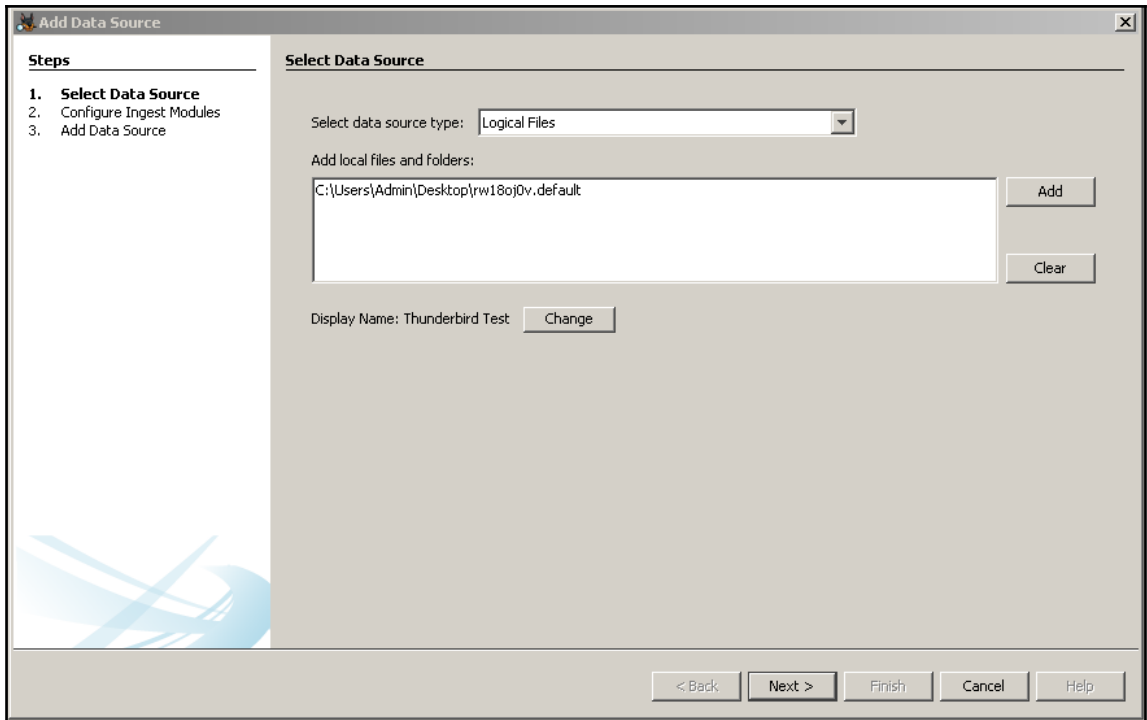 Add Data Source
Steps
1. Select Data Source
2. Configure Ingest Modules
3. Add Data Source
Select Data Source
Select data source type: Logical Files
Add local files and folders:
C:\Users\Admin\Desktop\rw18oj0v.default
Add
Clear
Display Name: Thunderbird Test Change
< Back Next > Finish Cancel Help